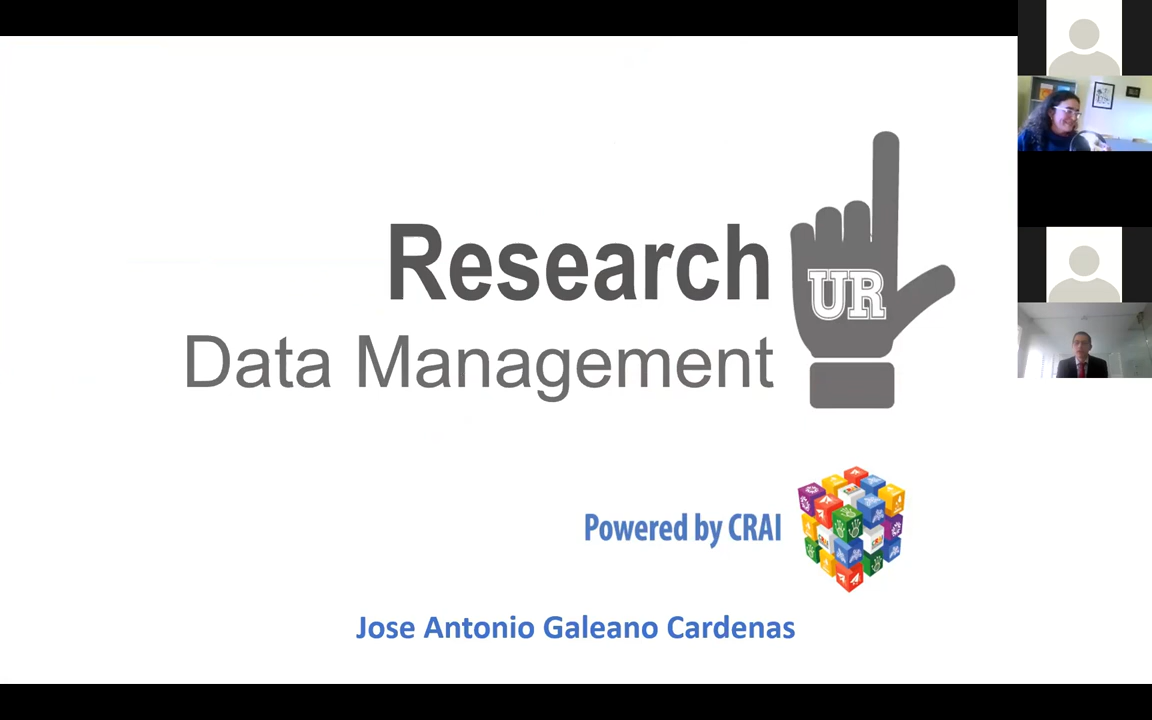 Research
Data Management
UR
Powered by CRAI
Jose Antonio Galeano Cardenas